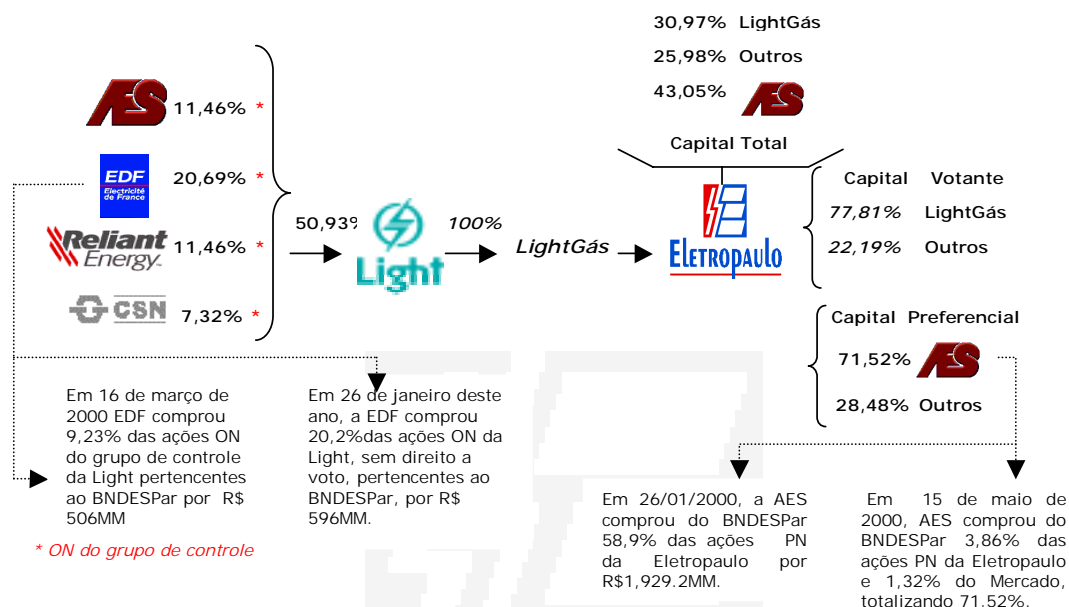 30,97% LightGás
25,98% Outros
43,05% AES
Capital Total
AES 11,46% *
EDF
Electricité
de France
20,69% *
Reliant
Energy
11,46% *
CSN 7,32% *
50,93%
Light
100%
LightGás
ELETROPAULO
Capital Votante
77,81% LightGás
22,19% Outros
Capital Preferencial
71,52% AES
28,48% Outros
Em 16 de março de
2000 EDF comprou
9,23% das ações ON
do grupo de controle
da Light pertencentes
ao BNDESPar por R$
506MM
Em 26 de janeiro deste
ano, a EDF comprou
20,2%das ações ON da
Light, sem direito a
voto, pertencentes ao
BNDESPar, por R$
596MM.
Em 26/01/2000, a AES
comprou do BNDESPar
58,9% das ações PN
da Eletropaulo por
R$1,929.2MM.
Em 15 de maio de
2000, AES comprou do
BNDESPar 3,86% das
ações PN da Eletropaulo
e 1,32% do Mercado,
totalizando 71,52%.
* ON do grupo de controle